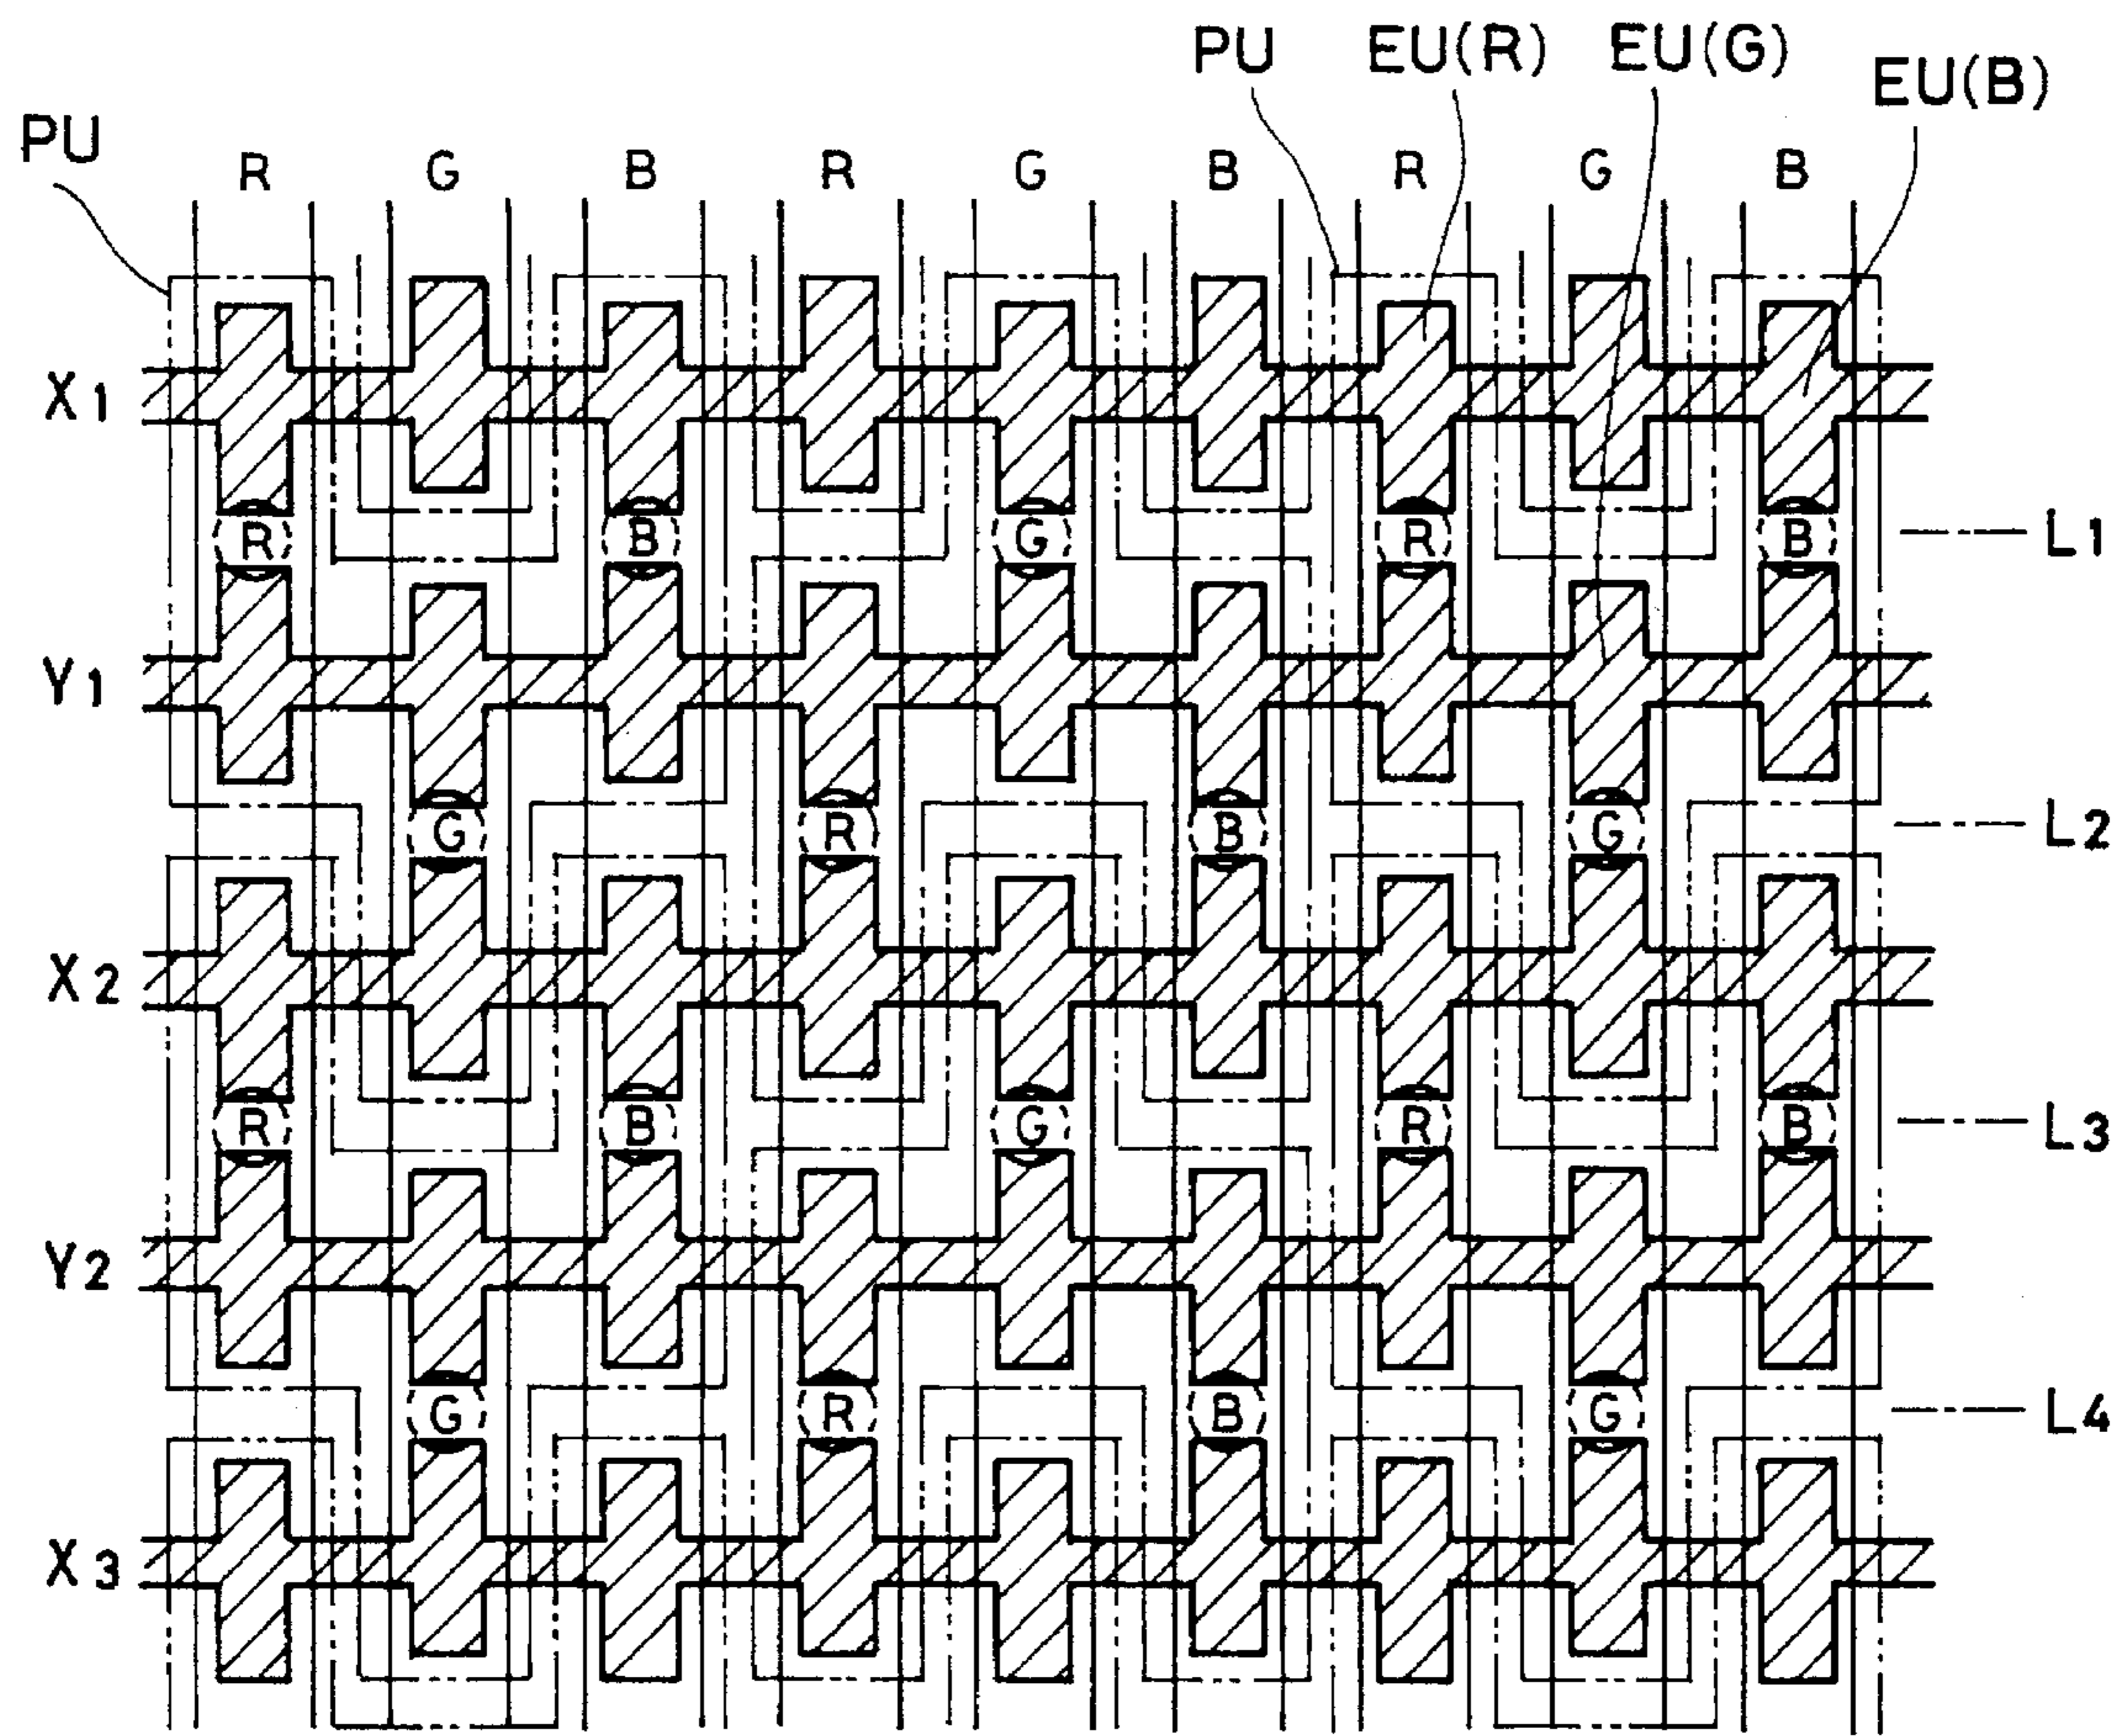 PU EU(R) EU(G)
EU(B)
PU
R G B R G B R G B
X1
R B G R B L1
Y1
G R B G L2
X2
R B G R B L3
Y2
G R B G L4
X3